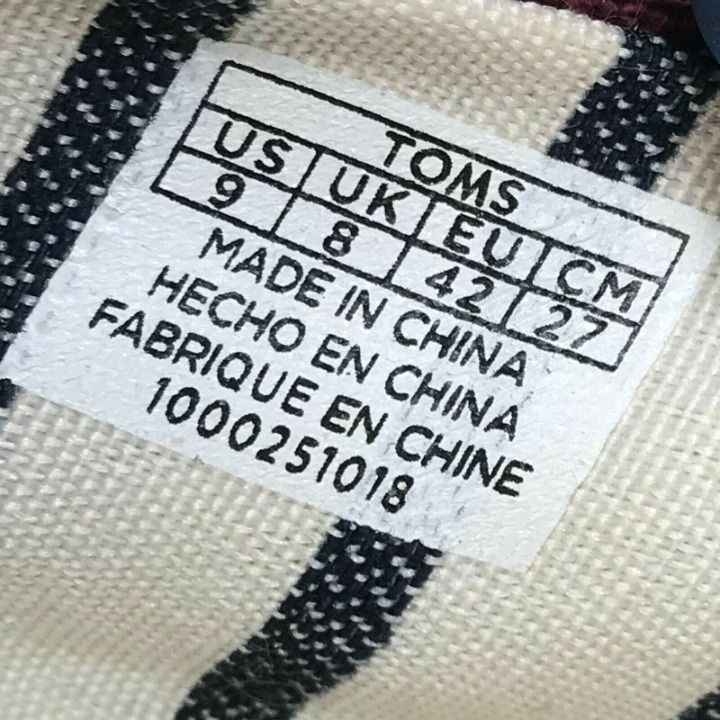 TOMS
US UK EU CM
9 8 42 27
MADE IN CHINA
HECHO EN CHINA
FABRIQUE EN CHINE
1000251018